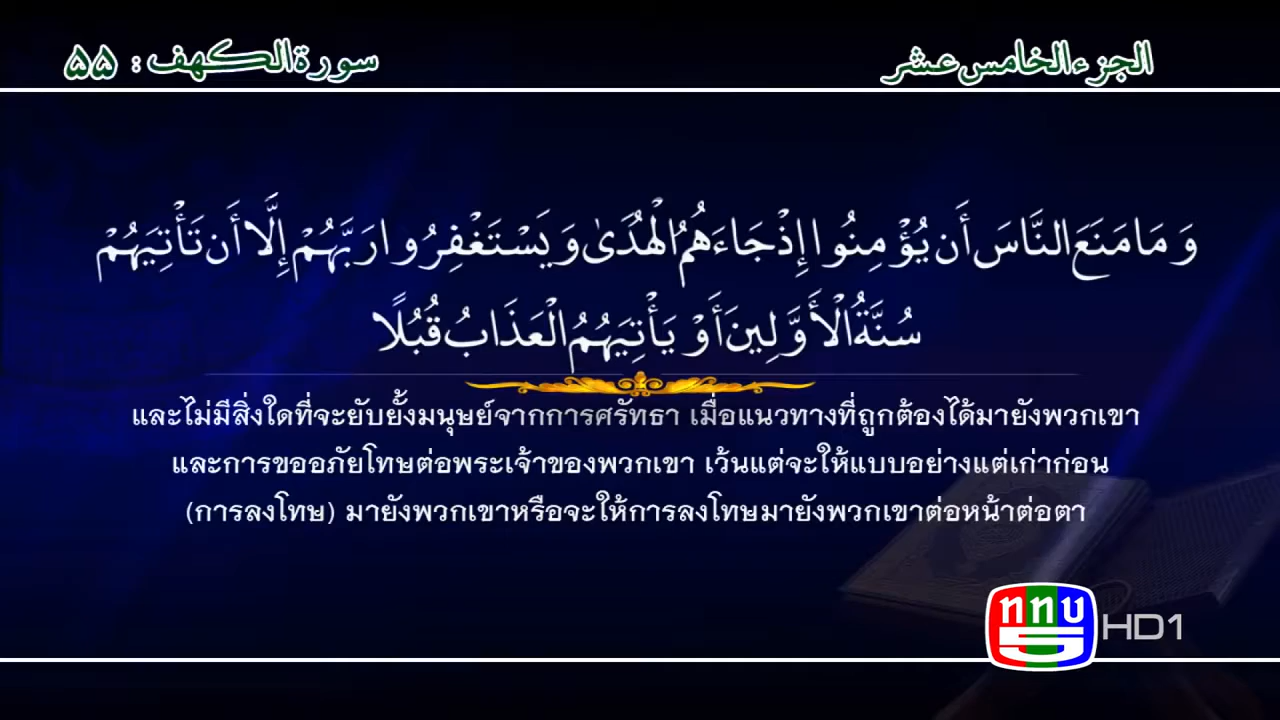 الجزء الخامس عشر
سورة الكهف : ۵۵
وَمَا مَنَعَ النَّاسَ أَن يُؤْمِنُوا إِذْ جَاءَهُمُ الْهُدَىٰ وَيَسْتَغْفِرُوا رَبَّهُمْ إِلَّا أَن تَأْتِيَهُمْ
سُنَّةُ الْأَوَّلِينَ أَوْ يَأْتِيَهُمُ الْعَذَابُ قُبُلًا
และไม่มีสิ่งใดที่จะยับยั้งมนุษย์จากการศรัทธา เมื่อแนวทางที่ถูกต้องได้มายังพวกเขา
และการขออภัยโทษต่อพระเจ้าของพวกเขา เว้นแต่จะให้แบบอย่างแต่เก่าก่อน
(การลงโทษ) มายังพวกเขาหรือจะให้การลงโทษมายังพวกเขาต่อหน้าต่อตา
ททบ HD1
5